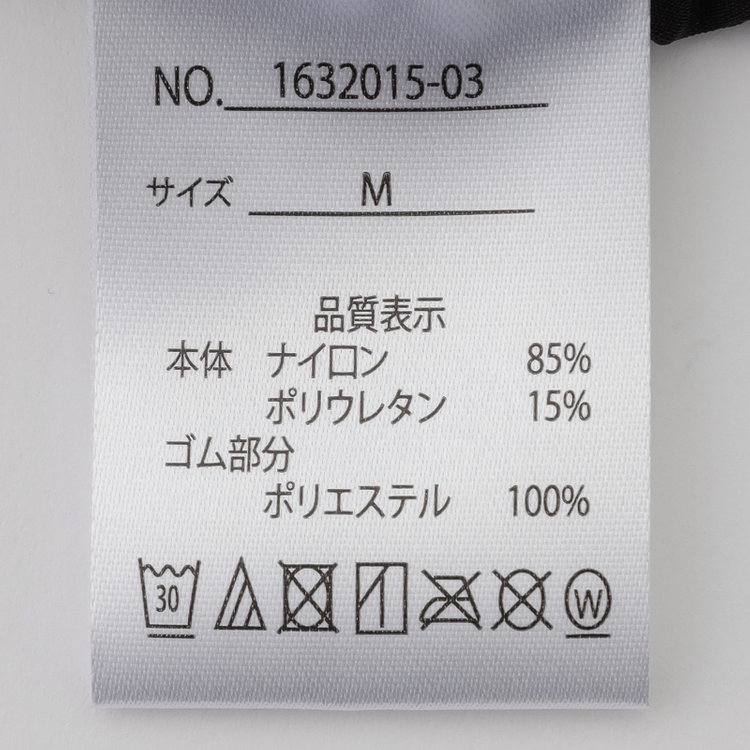 NO. 1632015-03
サイズ M
品質表示
本体 ナイロン 85%
ポリウレタン 15%
ゴム部分
ポリエステル 100%
30 W